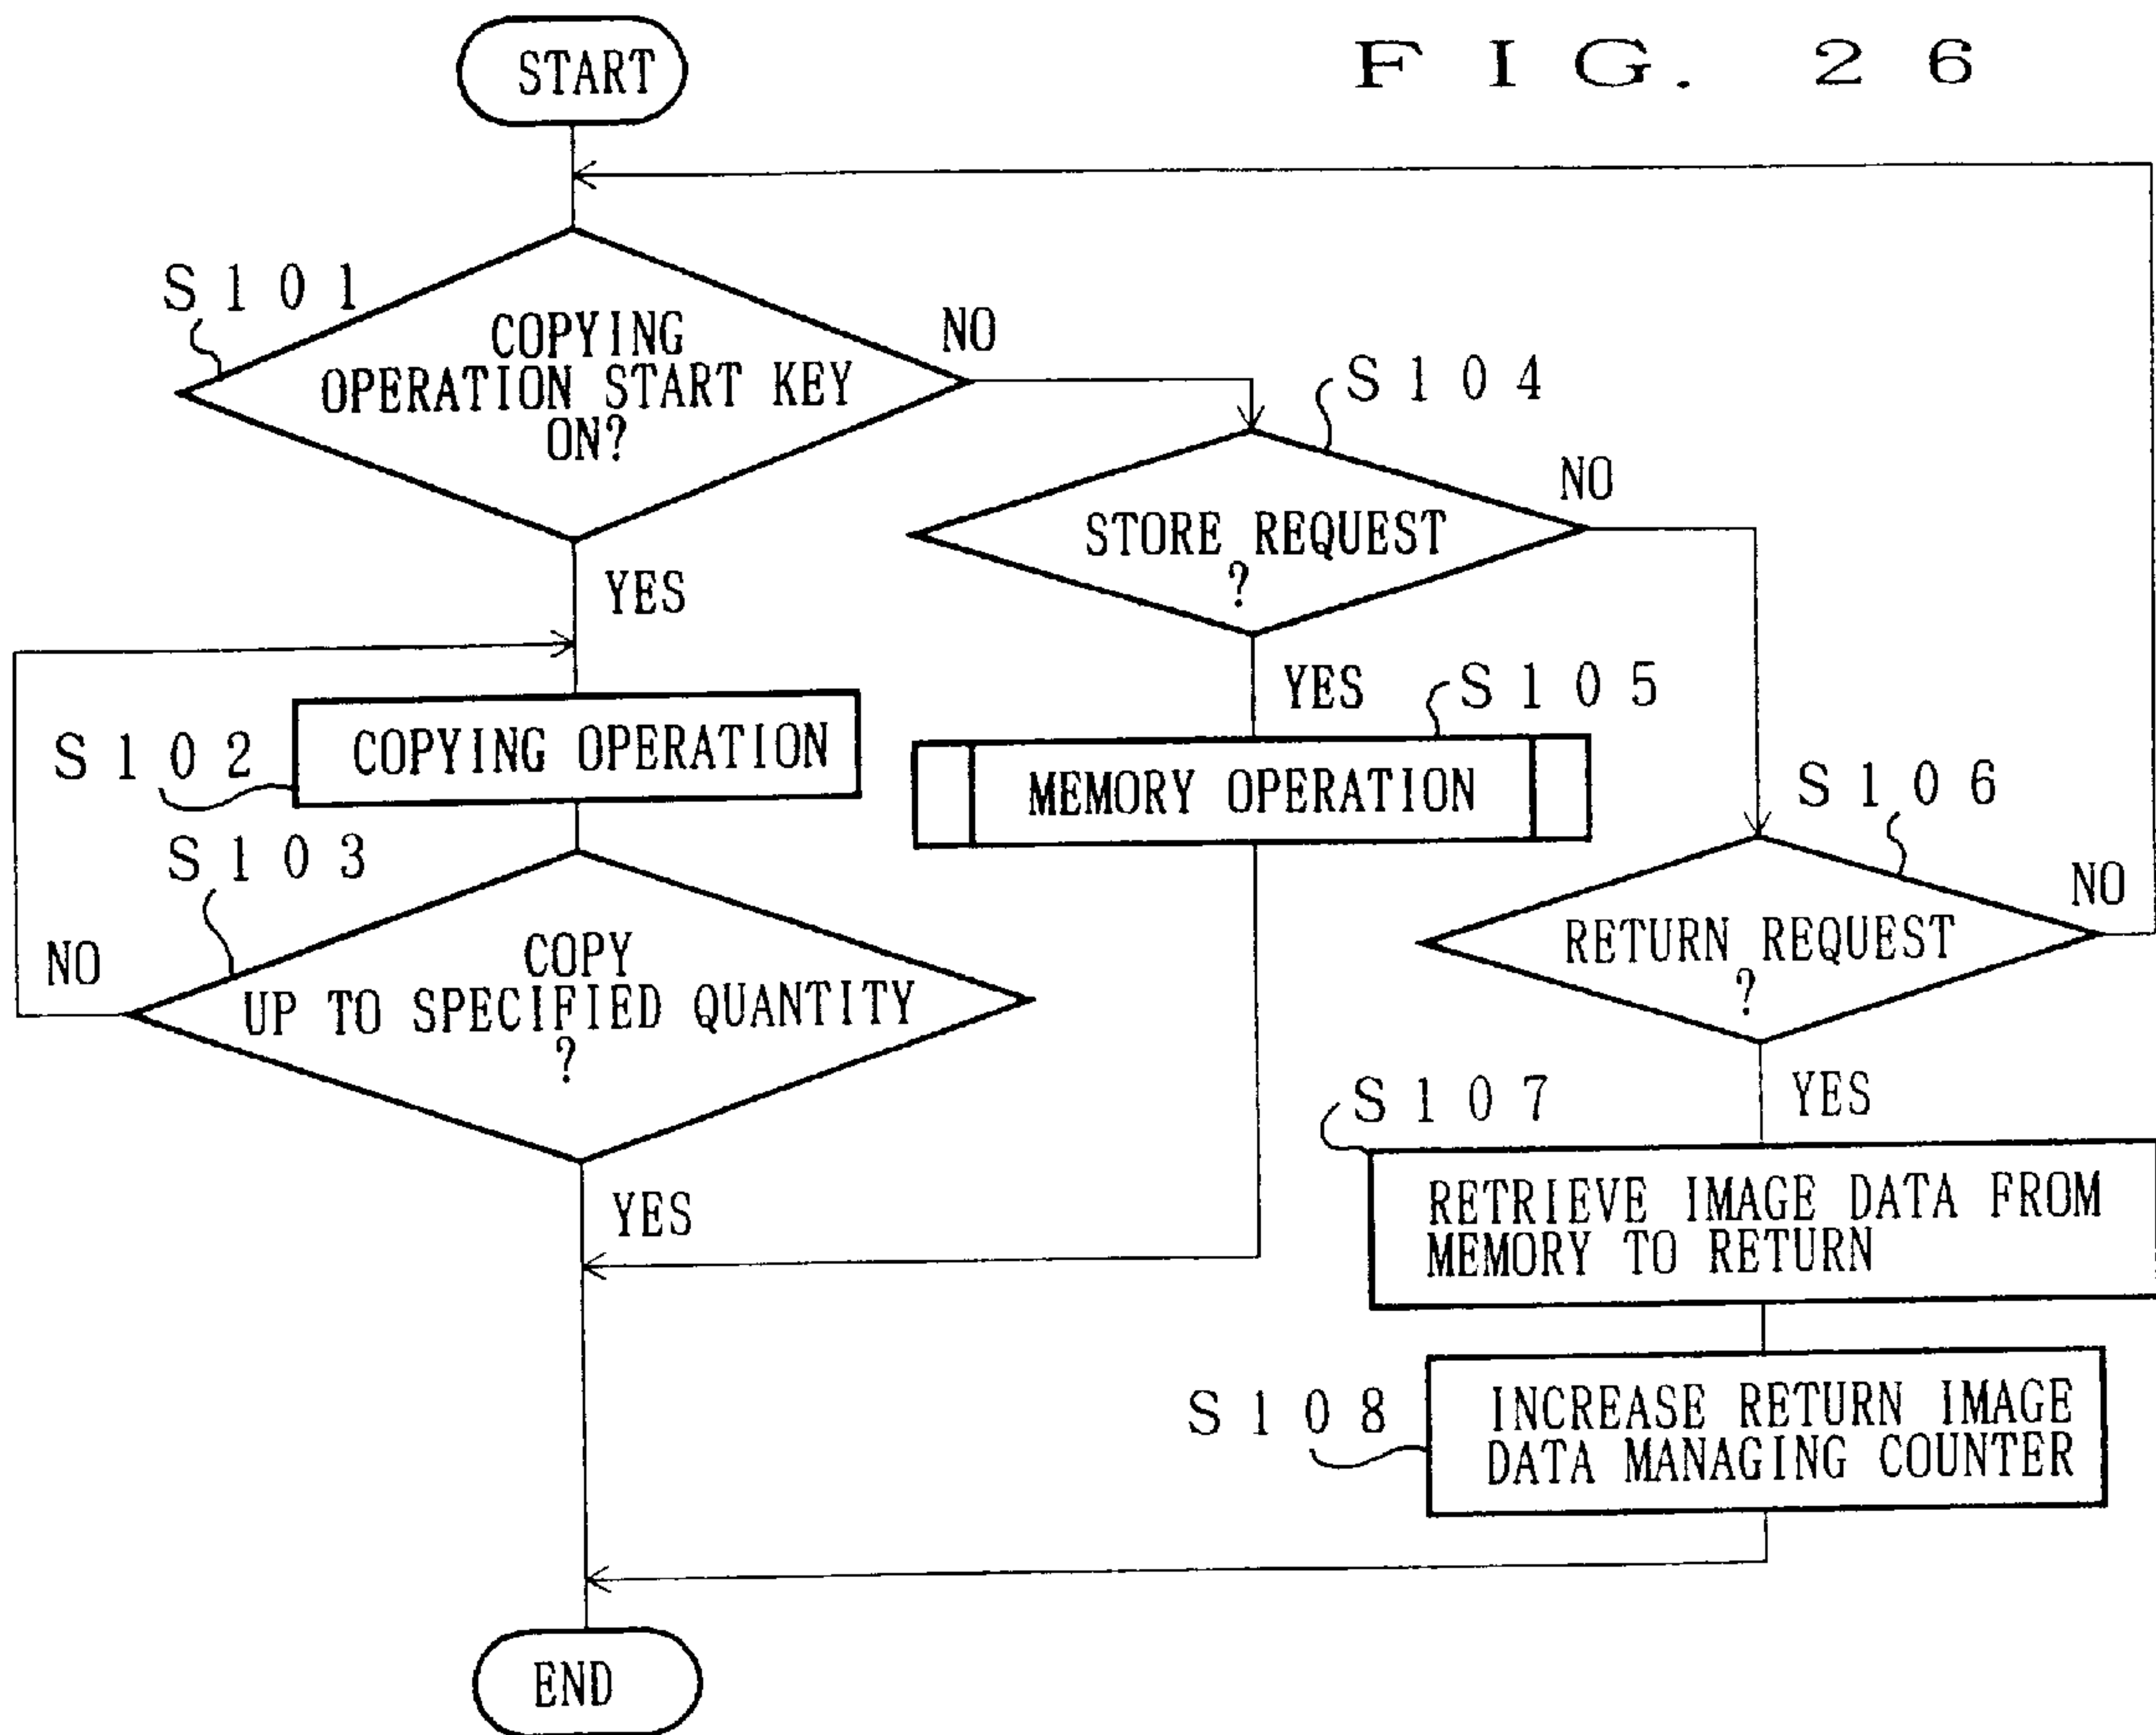 START
F I G. 2 6
S 1 0 1
COPYING
OPERATION START KEY
ON?
NO
YES
S 1 0 4
STORE REQUEST
?
NO
YES
S 1 0 2
COPYING OPERATION
S 1 0 5
MEMORY OPERATION
S 1 0 3
COPY
UP TO SPECIFIED QUANTITY
?
NO
YES
S 1 0 6
RETURN REQUEST
?
NO
YES
S 1 0 7
RETRIEVE IMAGE DATA FROM
MEMORY TO RETURN
S 1 0 8
INCREASE RETURN IMAGE
DATA MANAGING COUNTER
END